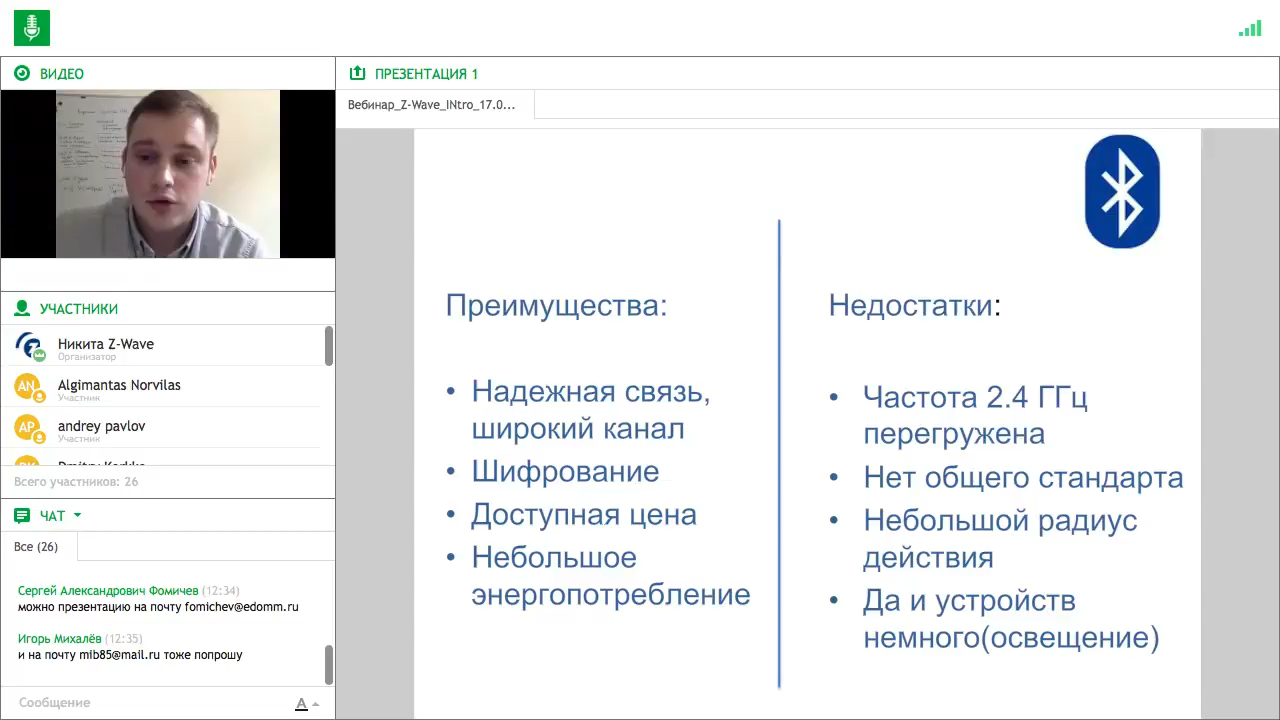 ВИДЕО
УЧАСТНИКИ
Никита Z-Wave
Организатор
AN
Algimantas Norvilas
Участник
AP
andrey pavlov
Участник
Всего участников: 26
ЧАТ
Все (26)
Сергей Александрович Фомичев (12:34)
можно презентацию на почту fomichev@edomm.ru
Игорь Михалёв (12:35)
и на почту mib85@mail.ru тоже попрошу
Сообщение
A
ПРЕЗЕНТАЦИЯ 1
Вебинар_Z-Wave_INtro_17.0...
Преимущества:
• Надежная связь,
широкий канал
• Шифрование
• Доступная цена
• Небольшое
энергопотребление
Недостатки:
• Частота 2.4 ГГц
перегружена
• Нет общего стандарта
• Небольшой радиус
действия
• Да и устройств
немного(освещение)